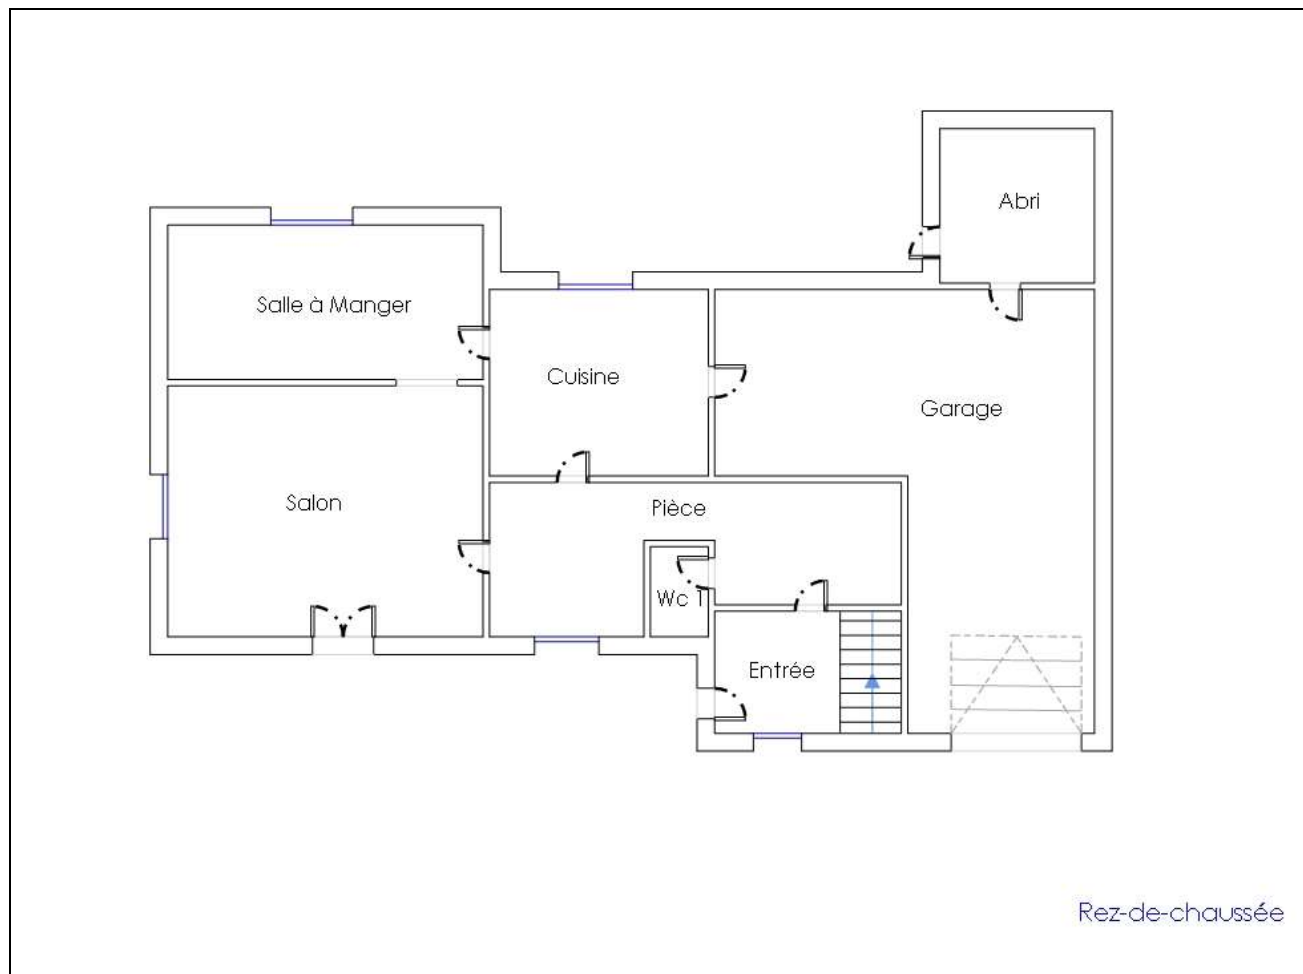 Abri
Salle à Manger
Cuisine
Garage
Salon
Pièce
Wc 1
Entrée
Rez-de-chaussée